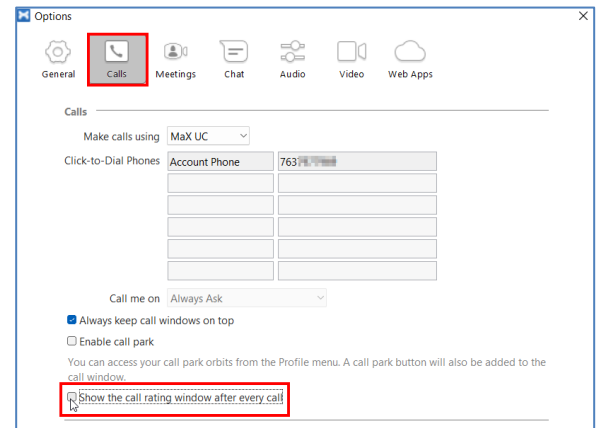 Options
General Calls Meetings Chat Audio Video Web Apps
Calls
Make calls using MaX UC
Click-to-Dial Phones Account Phone 763
Call me on Always Ask
Always keep call windows on top
Enable call park
You can access your call park orbits from the Profile menu. A call park button will also be added to the
call window.
Show the call rating window after every call